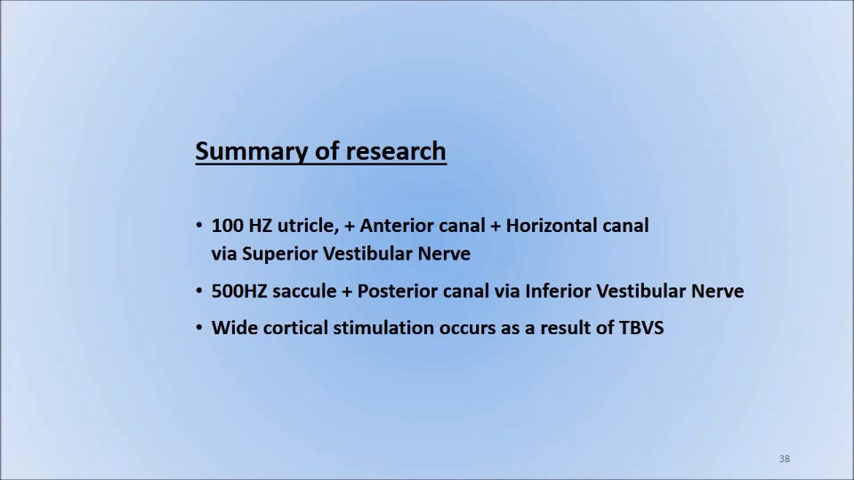 Summary of research
• 100 HZ utricle, + Anterior canal + Horizontal canal
via Superior Vestibular Nerve
• 500HZ saccule + Posterior canal via Inferior Vestibular Nerve
• Wide cortical stimulation occurs as a result of TBVS
38